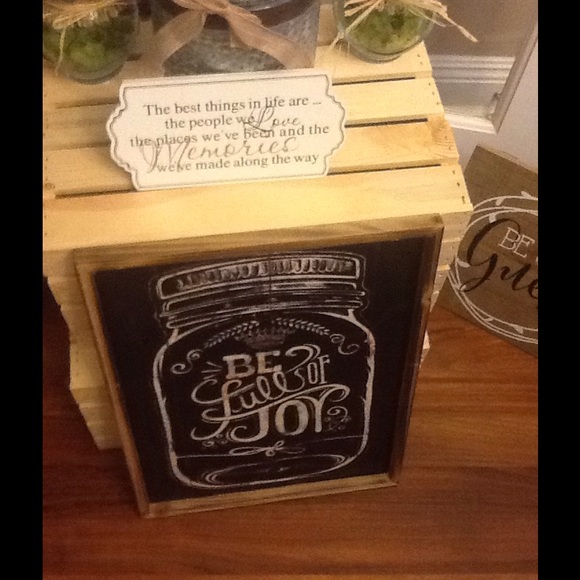 The best things in life are ...
the people we Love
the places we've been and the
Memories
we've made along the way
BE
full of
JOY
BE